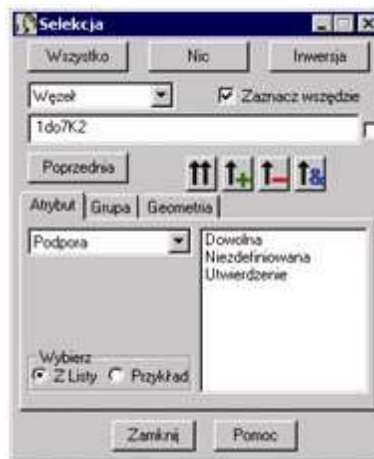 Selekcja
Wszystko Nic Inwersja
Węzeł Zaznacz wszędzie
1do7K2
Poprzednia
&
Atrybut Grupa Geometria
Podpora Dowolna
Niezdefiniowana
Utwierdzenie
Wybierz
Z Listy Przykład
Zamknij Pomoc